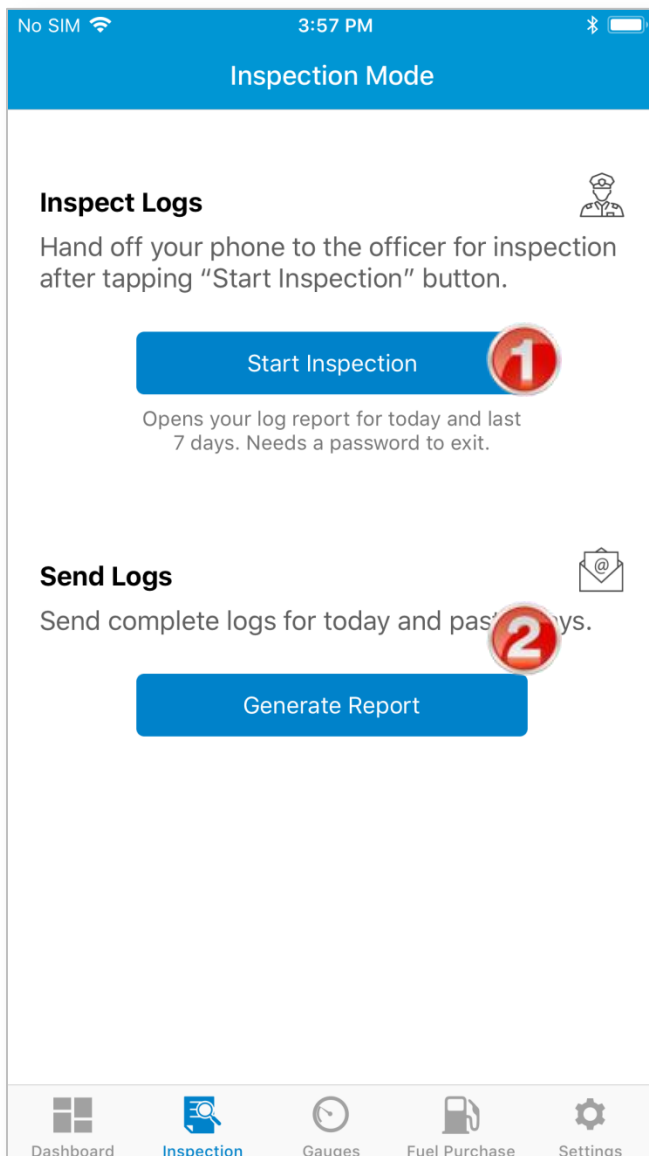 No SIM 3:57 PM
Inspection Mode
Inspect Logs
Hand off your phone to the officer for inspection
after tapping “Start Inspection” button.
Start Inspection
1
Opens your log report for today and last
7 days. Needs a password to exit.
Send Logs
@
Send complete logs for today and
2
Generate Report
Dashboard Inspection Gauges Fuel Purchase Settings